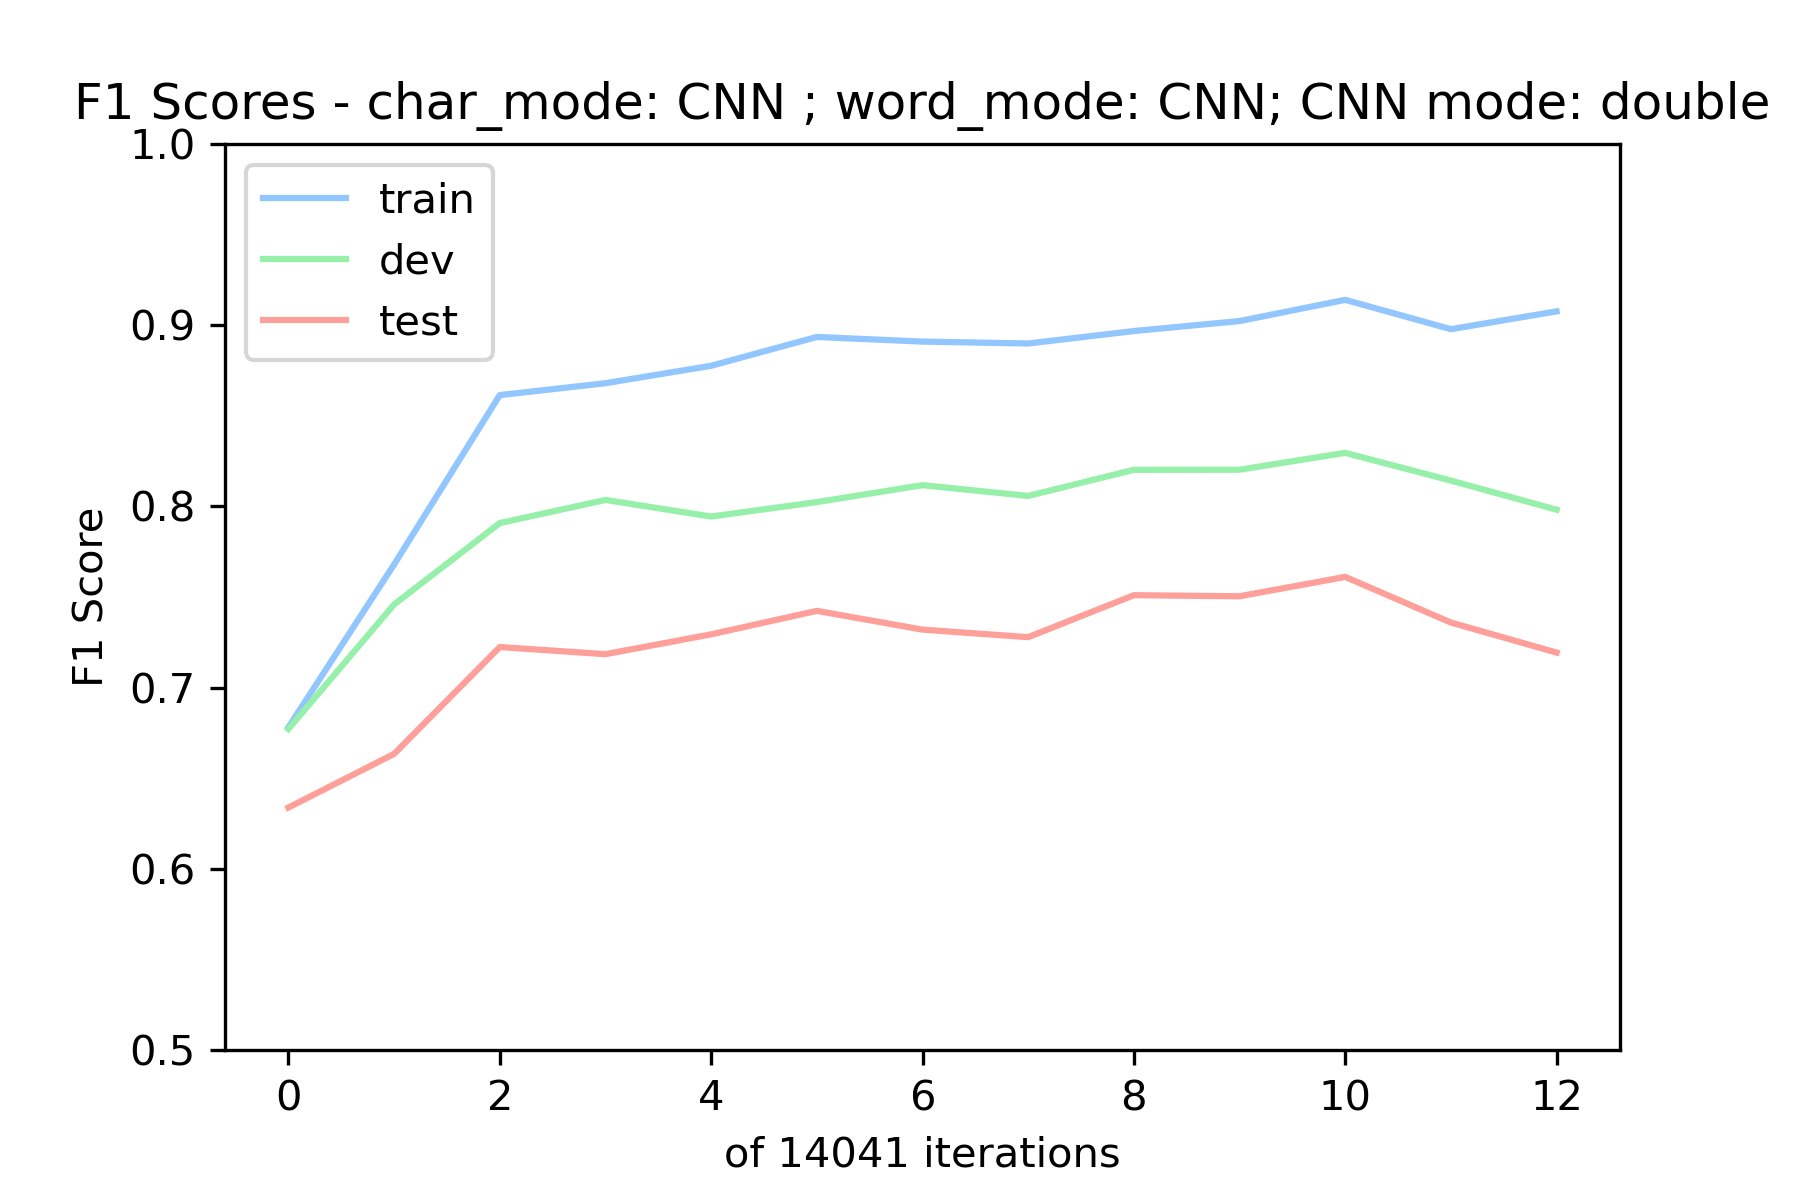 F1 Scores - char_mode: CNN ; word_mode: CNN; CNN mode: double
1.0
0.9
0.8
0.7
0.6
0.5
F1 Score
train
dev
test
0 2 4 6 8 10 12
of 14041 iterations